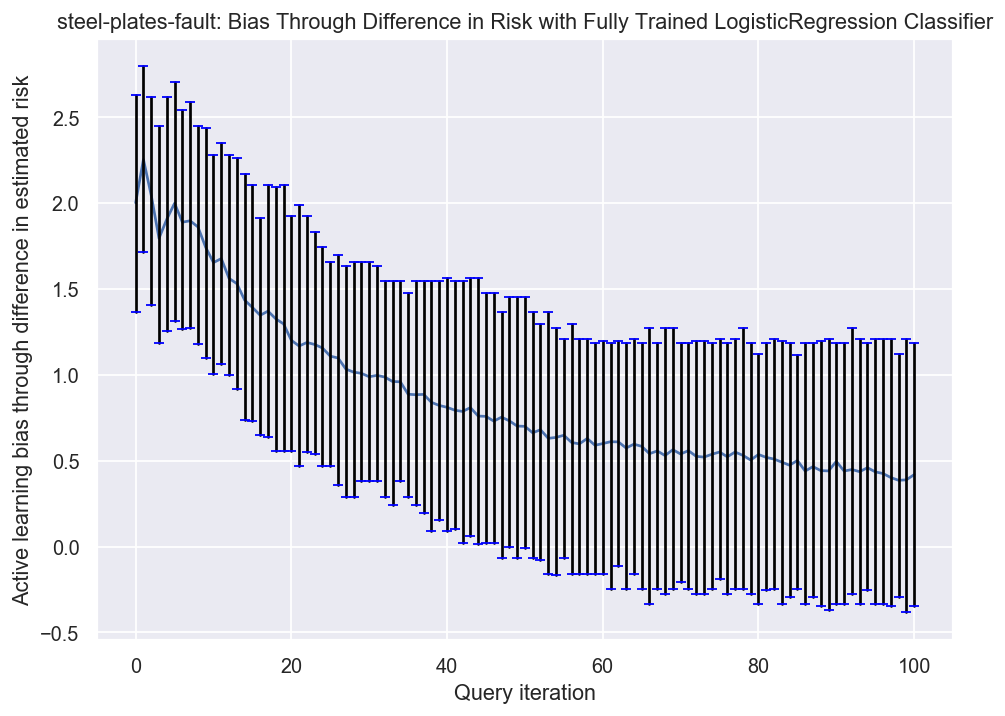 steel-plates-fault: Bias Through Difference in Risk with Fully Trained LogisticRegression Classifier
Active learning bias through difference in estimated risk
2.5
2.0
1.5
1.0
0.5
0.0
−0.5
0 20 40 60 80 100
Query iteration